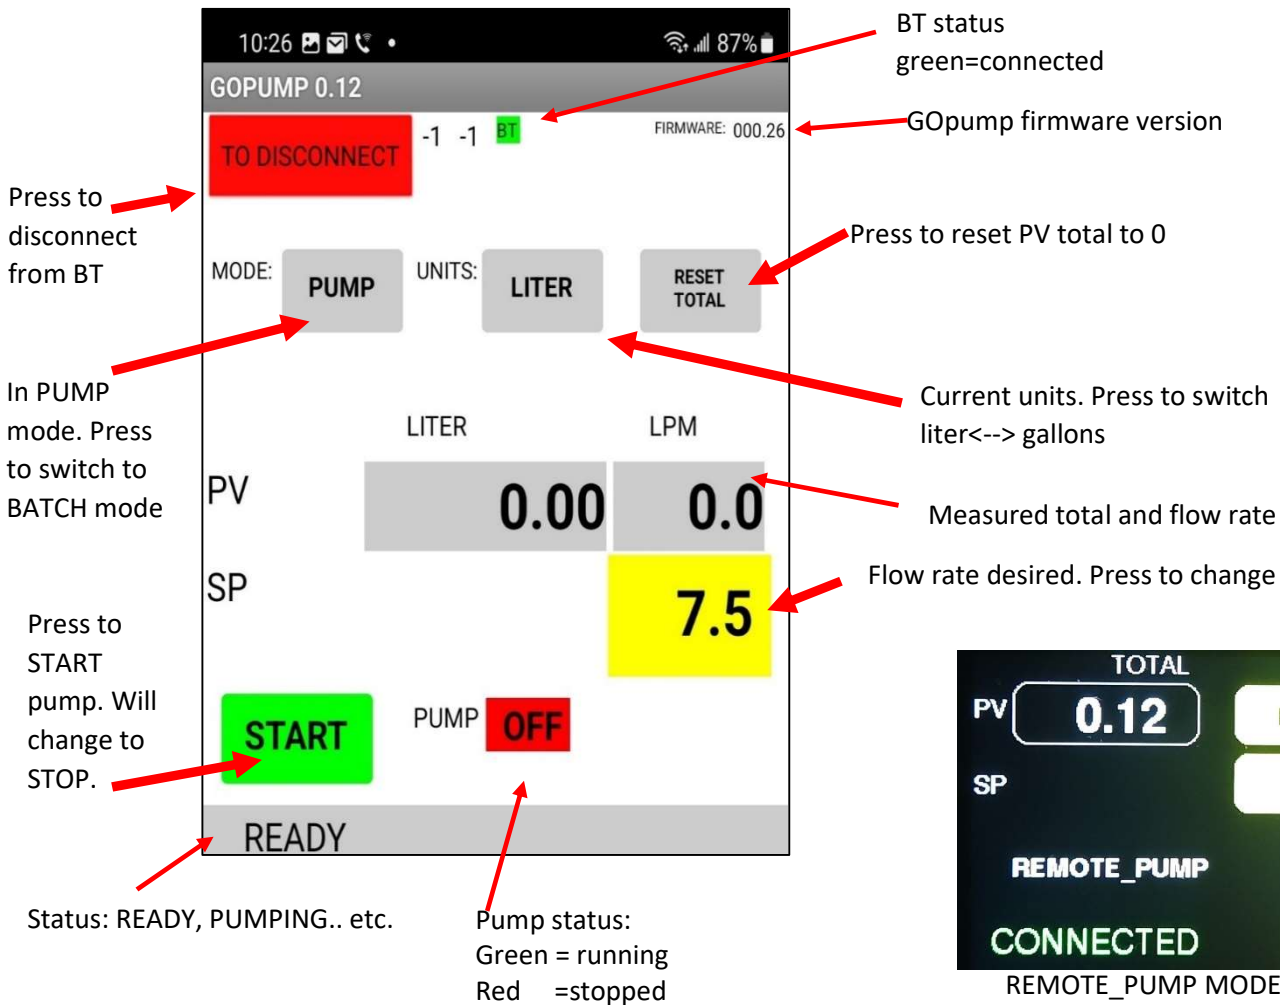 BT status
green=connected
10:26
87%
GOPUMP 0.12
TO DISCONNECT
-1 -1 BT
FIRMWARE: 000.26
GOpump firmware version
Press to
disconnect
from BT
Press to reset PV total to 0
MODE:
PUMP
UNITS:
LITER
RESET
TOTAL
In PUMP
mode. Press
to switch to
BATCH mode
Current units. Press to switch
liter<--> gallons
LITER
LPM
PV
0.00
0.0
Measured total and flow rate
SP
7.5
Flow rate desired. Press to change
Press to
START
pump. Will
change to
STOP.
START
PUMP OFF
READY
Status: READY, PUMPING.. etc.
Pump status:
Green = running
Red =stopped
TOTAL
PV 0.12
SP
REMOTE_PUMP
CONNECTED
REMOTE_PUMP MODE